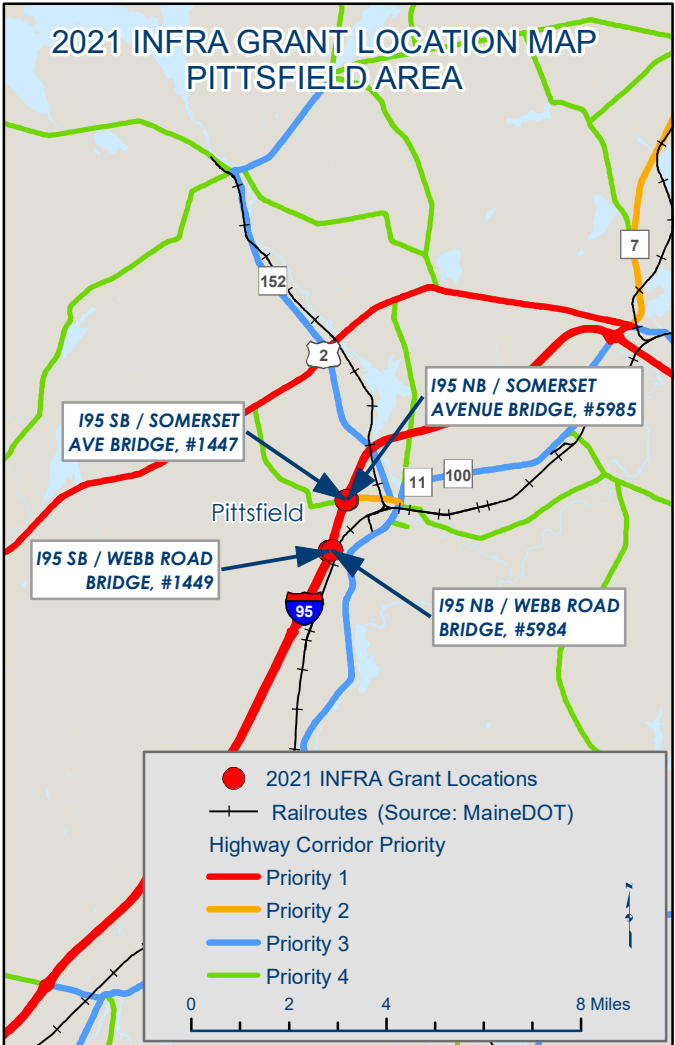 2021 INFRA GRANT LOCATION MAP
PITTSFIELD AREA
7
152
2
I95 NB / SOMERSET
AVENUE BRIDGE, #5985
I95 SB / SOMERSET
AVE BRIDGE, #1447
11
100
Pittsfield
I95 SB / WEBB ROAD
BRIDGE, #1449
95
I95 NB / WEBB ROAD
BRIDGE, #5984
2021 INFRA Grant Locations
Railroutes (Source: MaineDOT)
Highway Corridor Priority
Priority 1
Priority 2
Priority 3
Priority 4
N
0 2 4 8 Miles